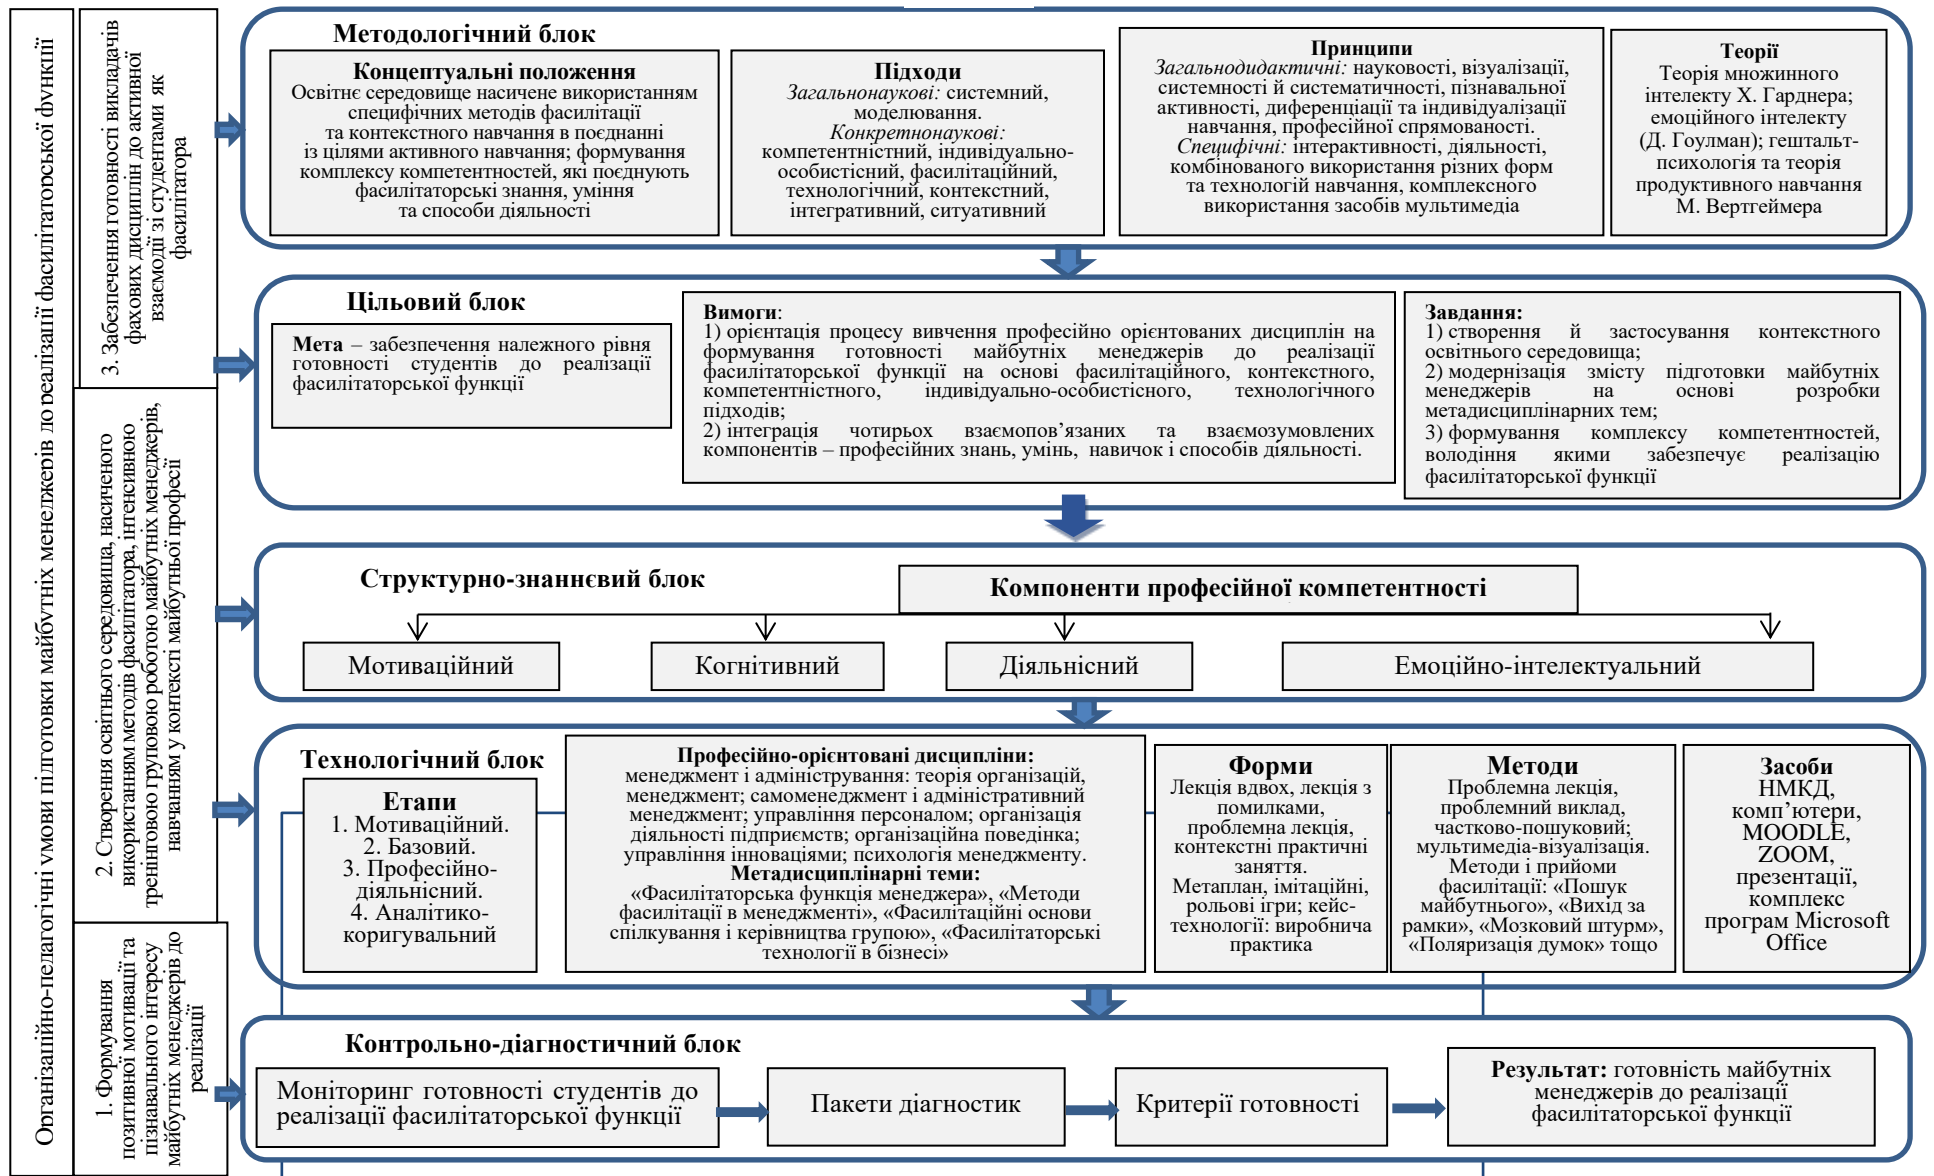 Організаційно-педагогічні умови підготовки майбутніх менеджерів до реалізації фасилітаторської функції
3. Забезпечення готовності викладачів
фахових дисциплін до активної
взаємодії зі студентами як
фасилітатора
2. Створення освітнього середовища, насиченого
використанням методів фасилітатора, інтенсивною
тренінговою груповою роботою майбутніх менеджерів,
навчанням у контексті майбутньої професії
1. Формування
позитивної мотивації та
пізнавального інтересу
майбутніх менеджерів до
реалізації
Методологічний блок
Концептуальні положення
Освітнє середовище насичене використанням
специфічних методів фасилітації
та контекстного навчання в поєднанні
із цілями активного навчання; формування
комплексу компетентностей, які поєднують
фасилітаторські знання, уміння
та способи діяльності
Підходи
Загальнонаукові: системний,
моделювання.
Конкретнонаукові:
компетентністний, індивідуально-
особистісний, фасилітаційний,
технологічний, контекстний,
інтегративний, ситуативний
Принципи
Загальнодидактичні: науковості, візуалізації,
системності й систематичності, пізнавальної
активності, диференціації та індивідуалізації
навчання, професійної спрямованості.
Специфічні: інтерактивності, діяльності,
комбінованого використання різних форм
та технологій навчання, комплексного
використання засобів мультимедіа
Теорії
Теорія множинного
інтелекту Х. Гарднера;
емоційного інтелекту
(Д. Гоулман); гештальт-
психологія та теорія
продуктивного навчання
М. Вертгеймера
Цільовий блок
Мета – забезпечення належного рівня
готовності студентів до реалізації
фасилітаторської функції
Вимоги:
1) орієнтація процесу вивчення професійно орієнтованих дисциплін на
формування готовності майбутніх менеджерів до реалізації
фасилітаторської функції на основі фасилітаційного, контекстного,
компетентністного, індивідуально-особистісного, технологічного
підходів;
2) інтеграція чотирьох взаємопов’язаних та взаємозумовлених
компонентів – професійних знань, умінь, навичок і способів діяльності.
Завдання:
1) створення й застосування контекстного
освітнього середовища;
2) модернізація змісту підготовки майбутніх
менеджерів на основі розробки
метадисциплінарних тем;
3) формування комплексу компетентностей,
володіння якими забезпечує реалізацію
фасилітаторської функції
Структурно-знаннєвий блок
Компоненти професійної компетентності
Мотиваційний
Когнітивний
Діяльнісний
Емоційно-інтелектуальний
Технологічний блок
Етапи
1. Мотиваційний.
2. Базовий.
3. Професійно-
діяльнісний.
4. Аналітико-
коригувальний
Професійно-орієнтовані дисципліни:
менеджмент і адміністрування: теорія організацій,
менеджмент; самоменеджмент і адміністративний
менеджмент; управління персоналом; організація
діяльності підприємств; організаційна поведінка;
управління інноваціями; психологія менеджменту.
Метадисциплінарні теми:
«Фасилітаторська функція менеджера», «Методи
фасилітації в менеджменті», «Фасилітаційні основи
спілкування і керівництва групою», «Фасилітаторські
технології в бізнесі»
Форми
Лекція вдвох, лекція з
помилками,
проблемна лекція,
контекстні практичні
заняття.
Метаплан, імітаційні,
рольові ігри; кейс-
технології: виробнича
практика
Методи
Проблемна лекція,
проблемний виклад,
частково-пошуковий;
мультимедіа-візуалізація.
Методи і прийоми
фасилітації: «Пошук
майбутнього», «Вихід за
рамки», «Мозковий штурм»,
«Поляризація думок» тощо
Засоби
НМКД,
комп’ютери,
MOODLE,
ZOOM,
презентації,
комплекс
програм Microsoft
Office
Контрольно-діагностичний блок
Моніторинг готовності студентів до
реалізації фасилітаторської функції
Пакети діагностик
Критерії готовності
Результат: готовність майбутніх
менеджерів до реалізації
фасилітаторської функції